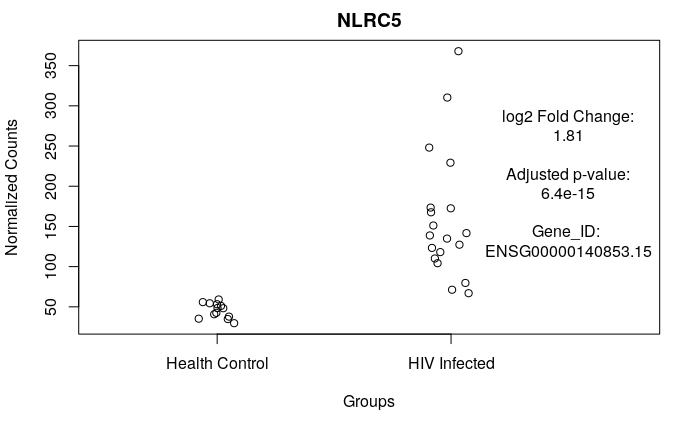 NLRC5
Normalized Counts
350
300
250
200
150
100
50
log2 Fold Change:
1.81
Adjusted p-value:
6.4e-15
Gene_ID:
ENSG00000140853.15
Health Control
HIV Infected
Groups